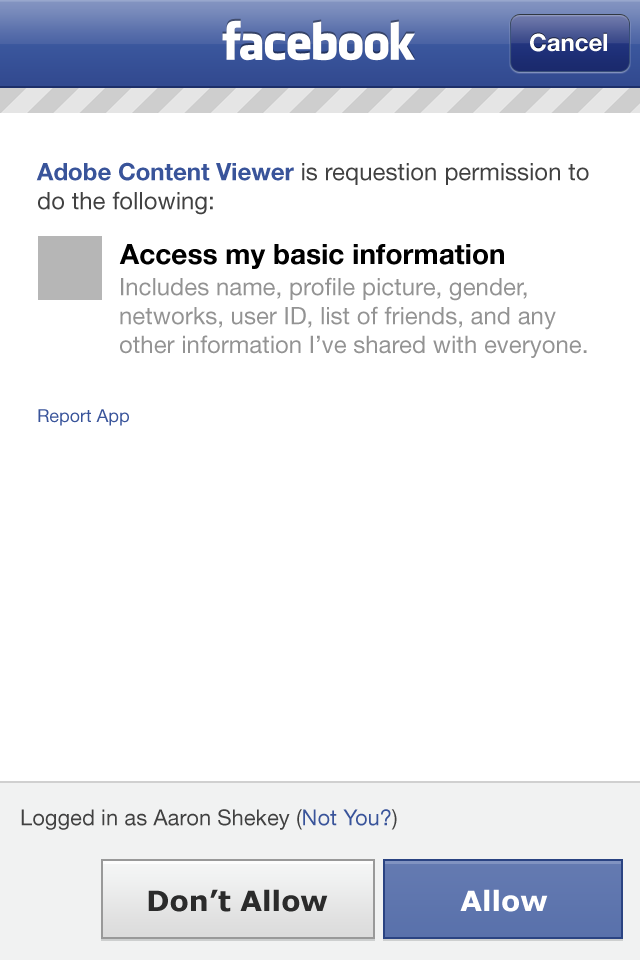 facebook
Cancel
Adobe Content Viewer is requestion permission to
do the following:
Access my basic information
Includes name, profile picture, gender,
networks, user ID, list of friends, and any
other information I’ve shared with everyone.
Report App
Logged in as Aaron Shekey (Not You?)
Don’t Allow
Allow